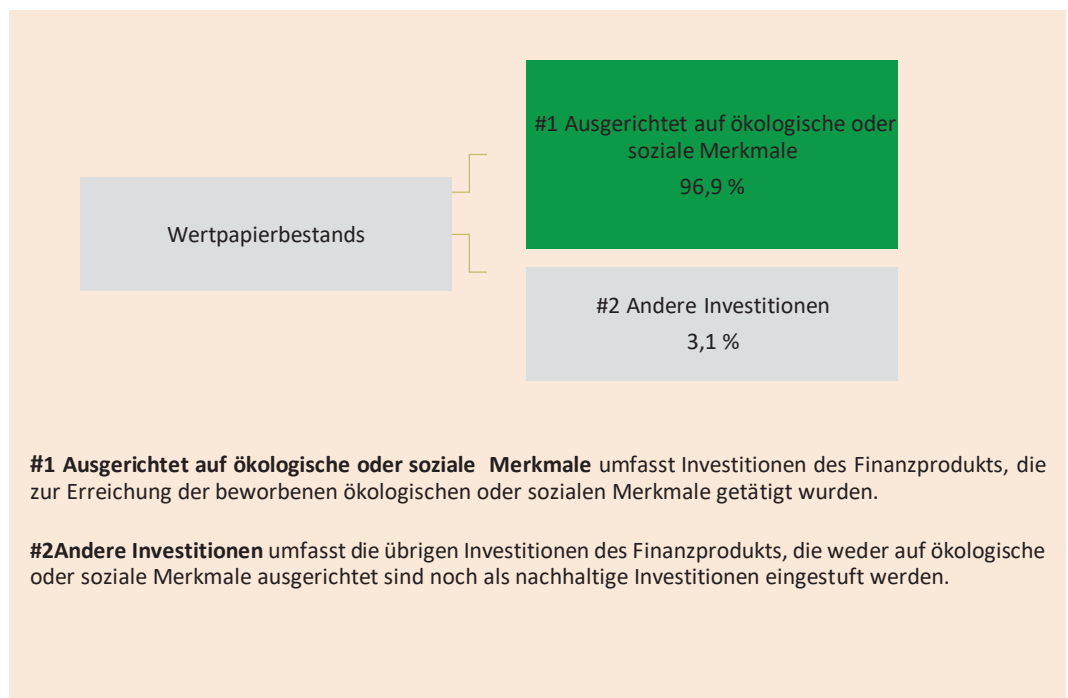 #1 Ausgerichtet auf ökologische oder
soziale Merkmale
96,9 %
Wertpapierbestands
#2 Andere Investitionen
3,1 %
#1 Ausgerichtet auf ökologische oder soziale Merkmale umfasst Investitionen des Finanzprodukts, die
zur Erreichung der beworbenen ökologischen oder sozialen Merkmale getätigt wurden.
#2Andere Investitionen umfasst die übrigen Investitionen des Finanzprodukts, die weder auf ökologische
oder soziale Merkmale ausgerichtet sind noch als nachhaltige Investitionen eingestuft werden.